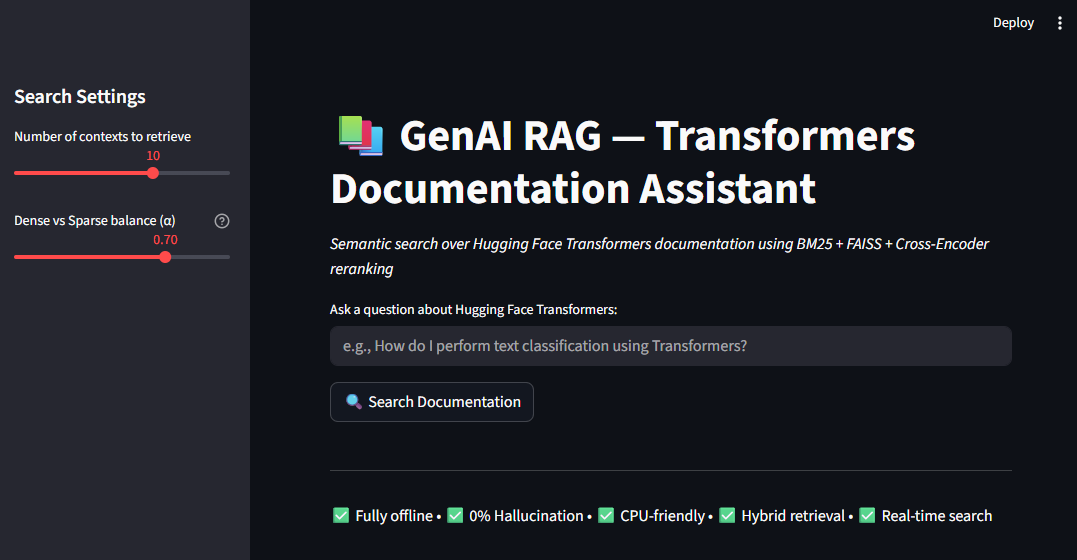 Deploy
Search Settings
Number of contexts to retrieve
10
Dense vs Sparse balance (α)
0.70
GenAI RAG — Transformers
Documentation Assistant
Semantic search over Hugging Face Transformers documentation using BM25 + FAISS + Cross-Encoder
reranking
Ask a question about Hugging Face Transformers:
e.g., How do I perform text classification using Transformers?
Search Documentation
✅ Fully offline • ✅ 0% Hallucination • ✅ CPU-friendly • ✅ Hybrid retrieval • ✅ Real-time search